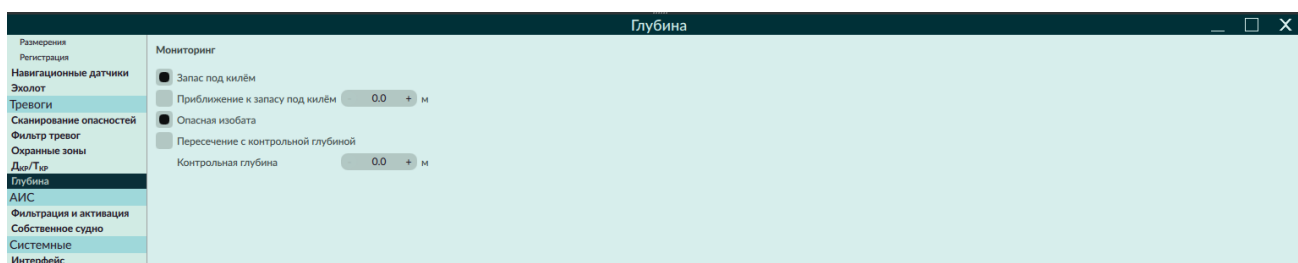 Глубина
Размерения
Регистрация
Навигационные датчики
Эхолот
Тревоги
Сканирование опасностей
Фильтр тревог
Охранные зоны
Дкр/Ткр
Глубина
АИС
Фильтрация и активация
Собственное судно
Системные
Интерфейс
Мониторинг
Запас под килём
Приближение к запасу под килём - 0.0 + м
Опасная изобата
Пересечение с контрольной глубиной
Контрольная глубина - 0.0 + м